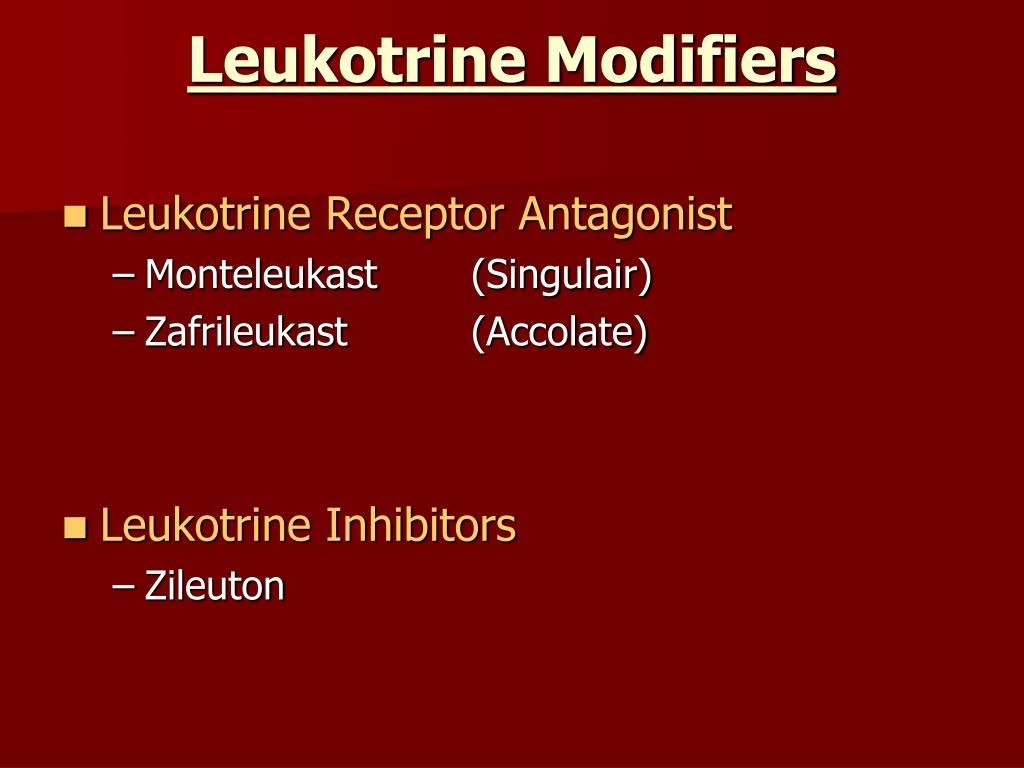 Leukotrine Modifiers
■ Leukotrine Receptor Antagonist
– Monteleukast (Singulair)
– Zafrileukast (Accolate)
■ Leukotrine Inhibitors
– Zileuton